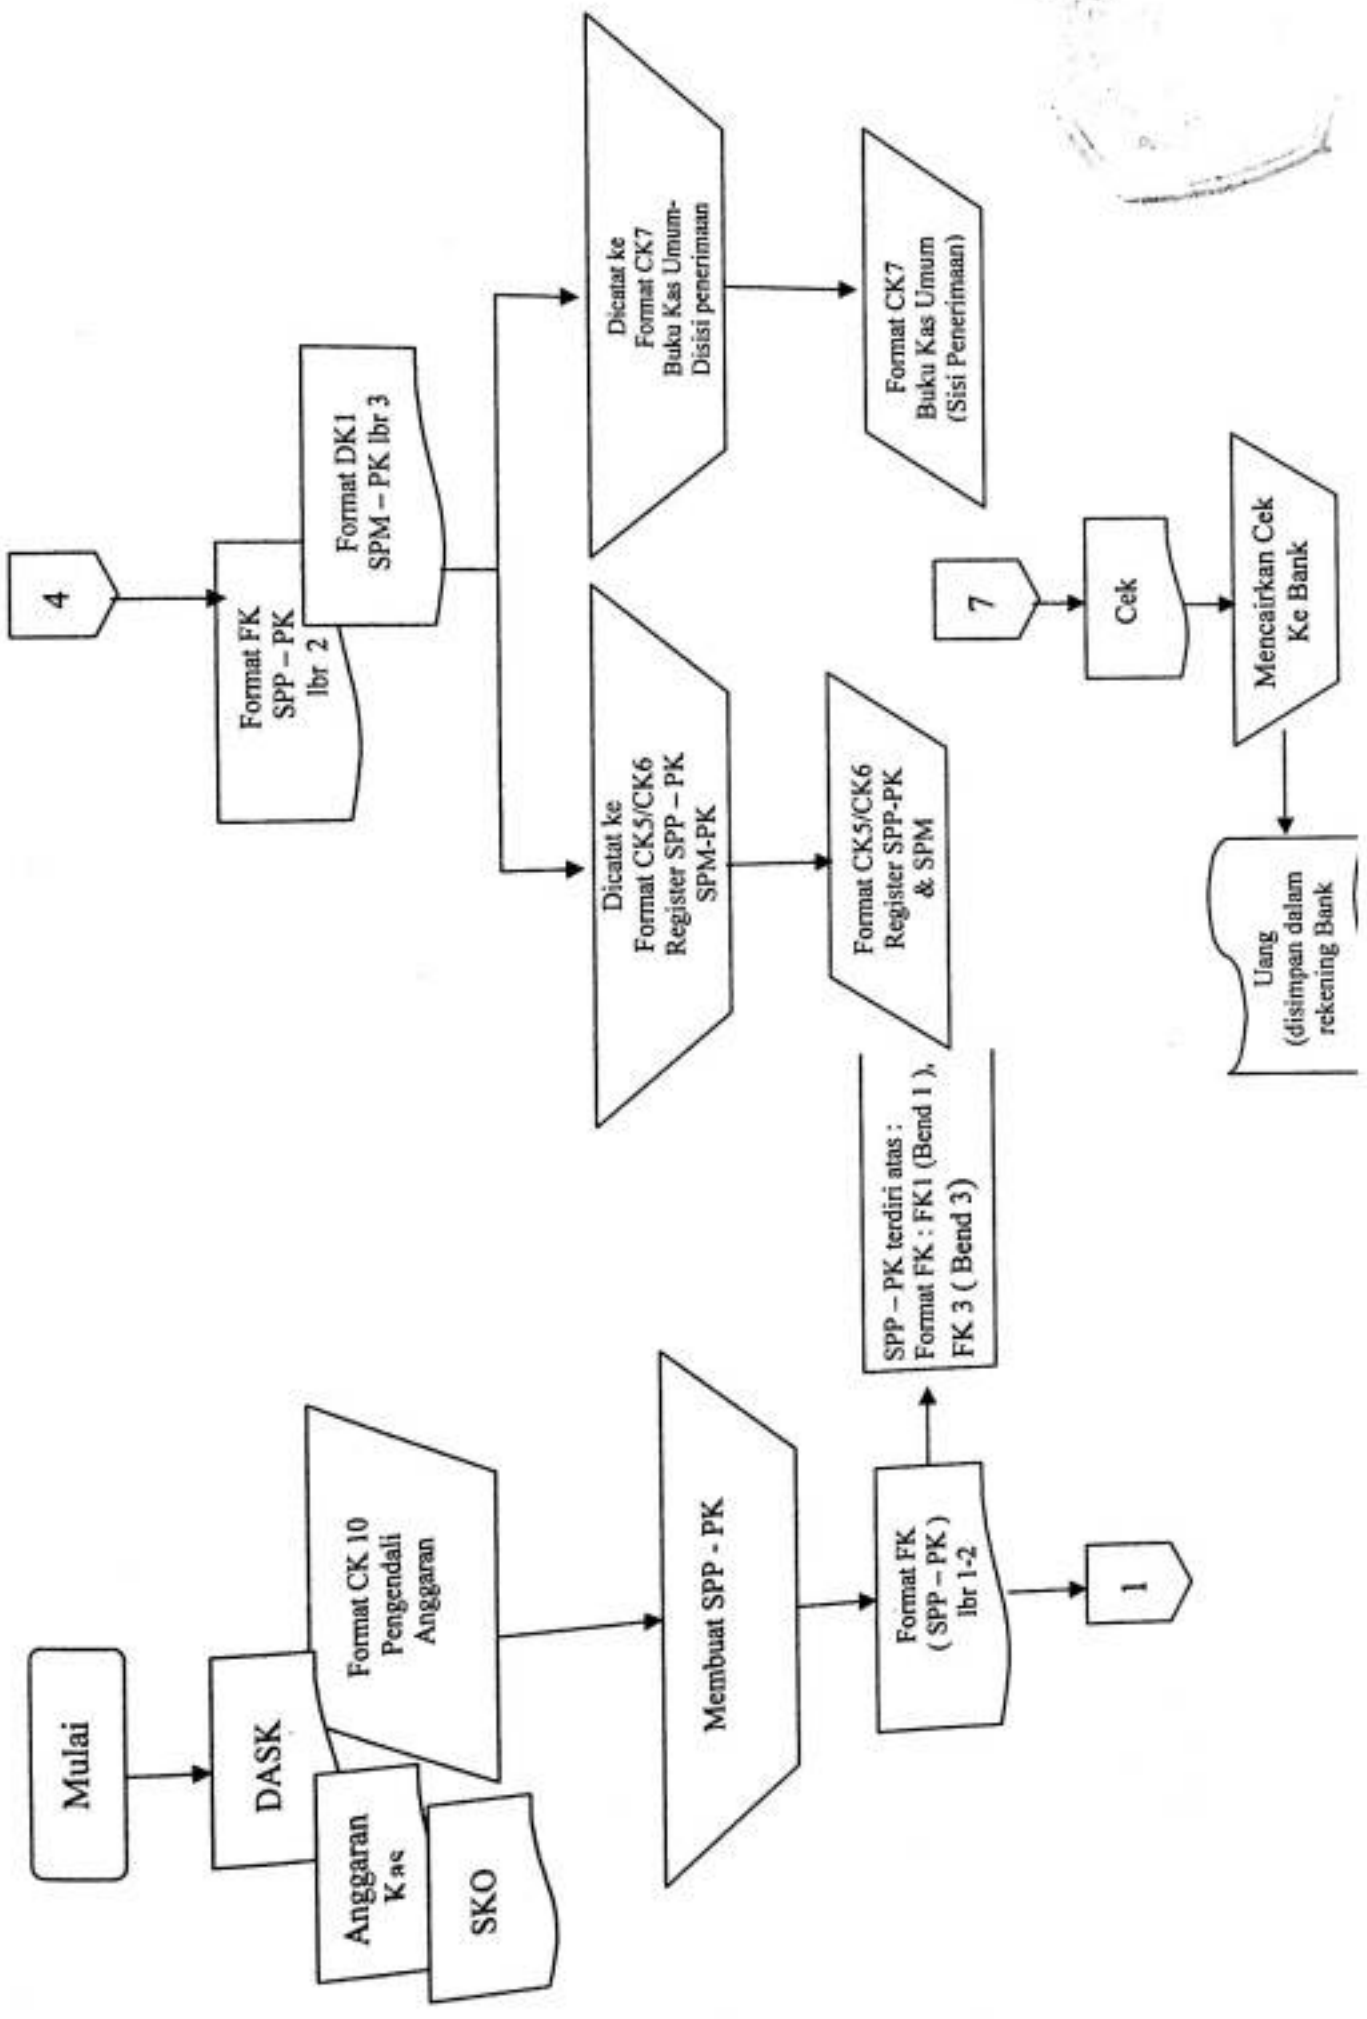 Mulai
DASK
Anggaran
Kas
SKO
Format CK 10
Pengendali
Anggaran
Membuat SPP - PK
Format FK
( SPP – PK )
lbr 1-2
1
SPP – PK terdiri atas :
Format FK : FK1 (Bend 1 ),
FK 3 ( Bend 3)
4
Format FK
SPP – PK
lbr 2
Format DK1
SPM – PK lbr 3
Dicatat ke
Format CK5/CK6
Register SPP – PK
SPM-PK
Format CK5/CK6
Register SPP-PK
& SPM
Dicatat ke
Format CK7
Buku Kas Umum-
Disisi penerimaan
Format CK7
Buku Kas Umum
(Sisi Penerimaan)
7
Cek
Mencairkan Cek
Ke Bank
Uang
(disimpan dalam
rekening Bank